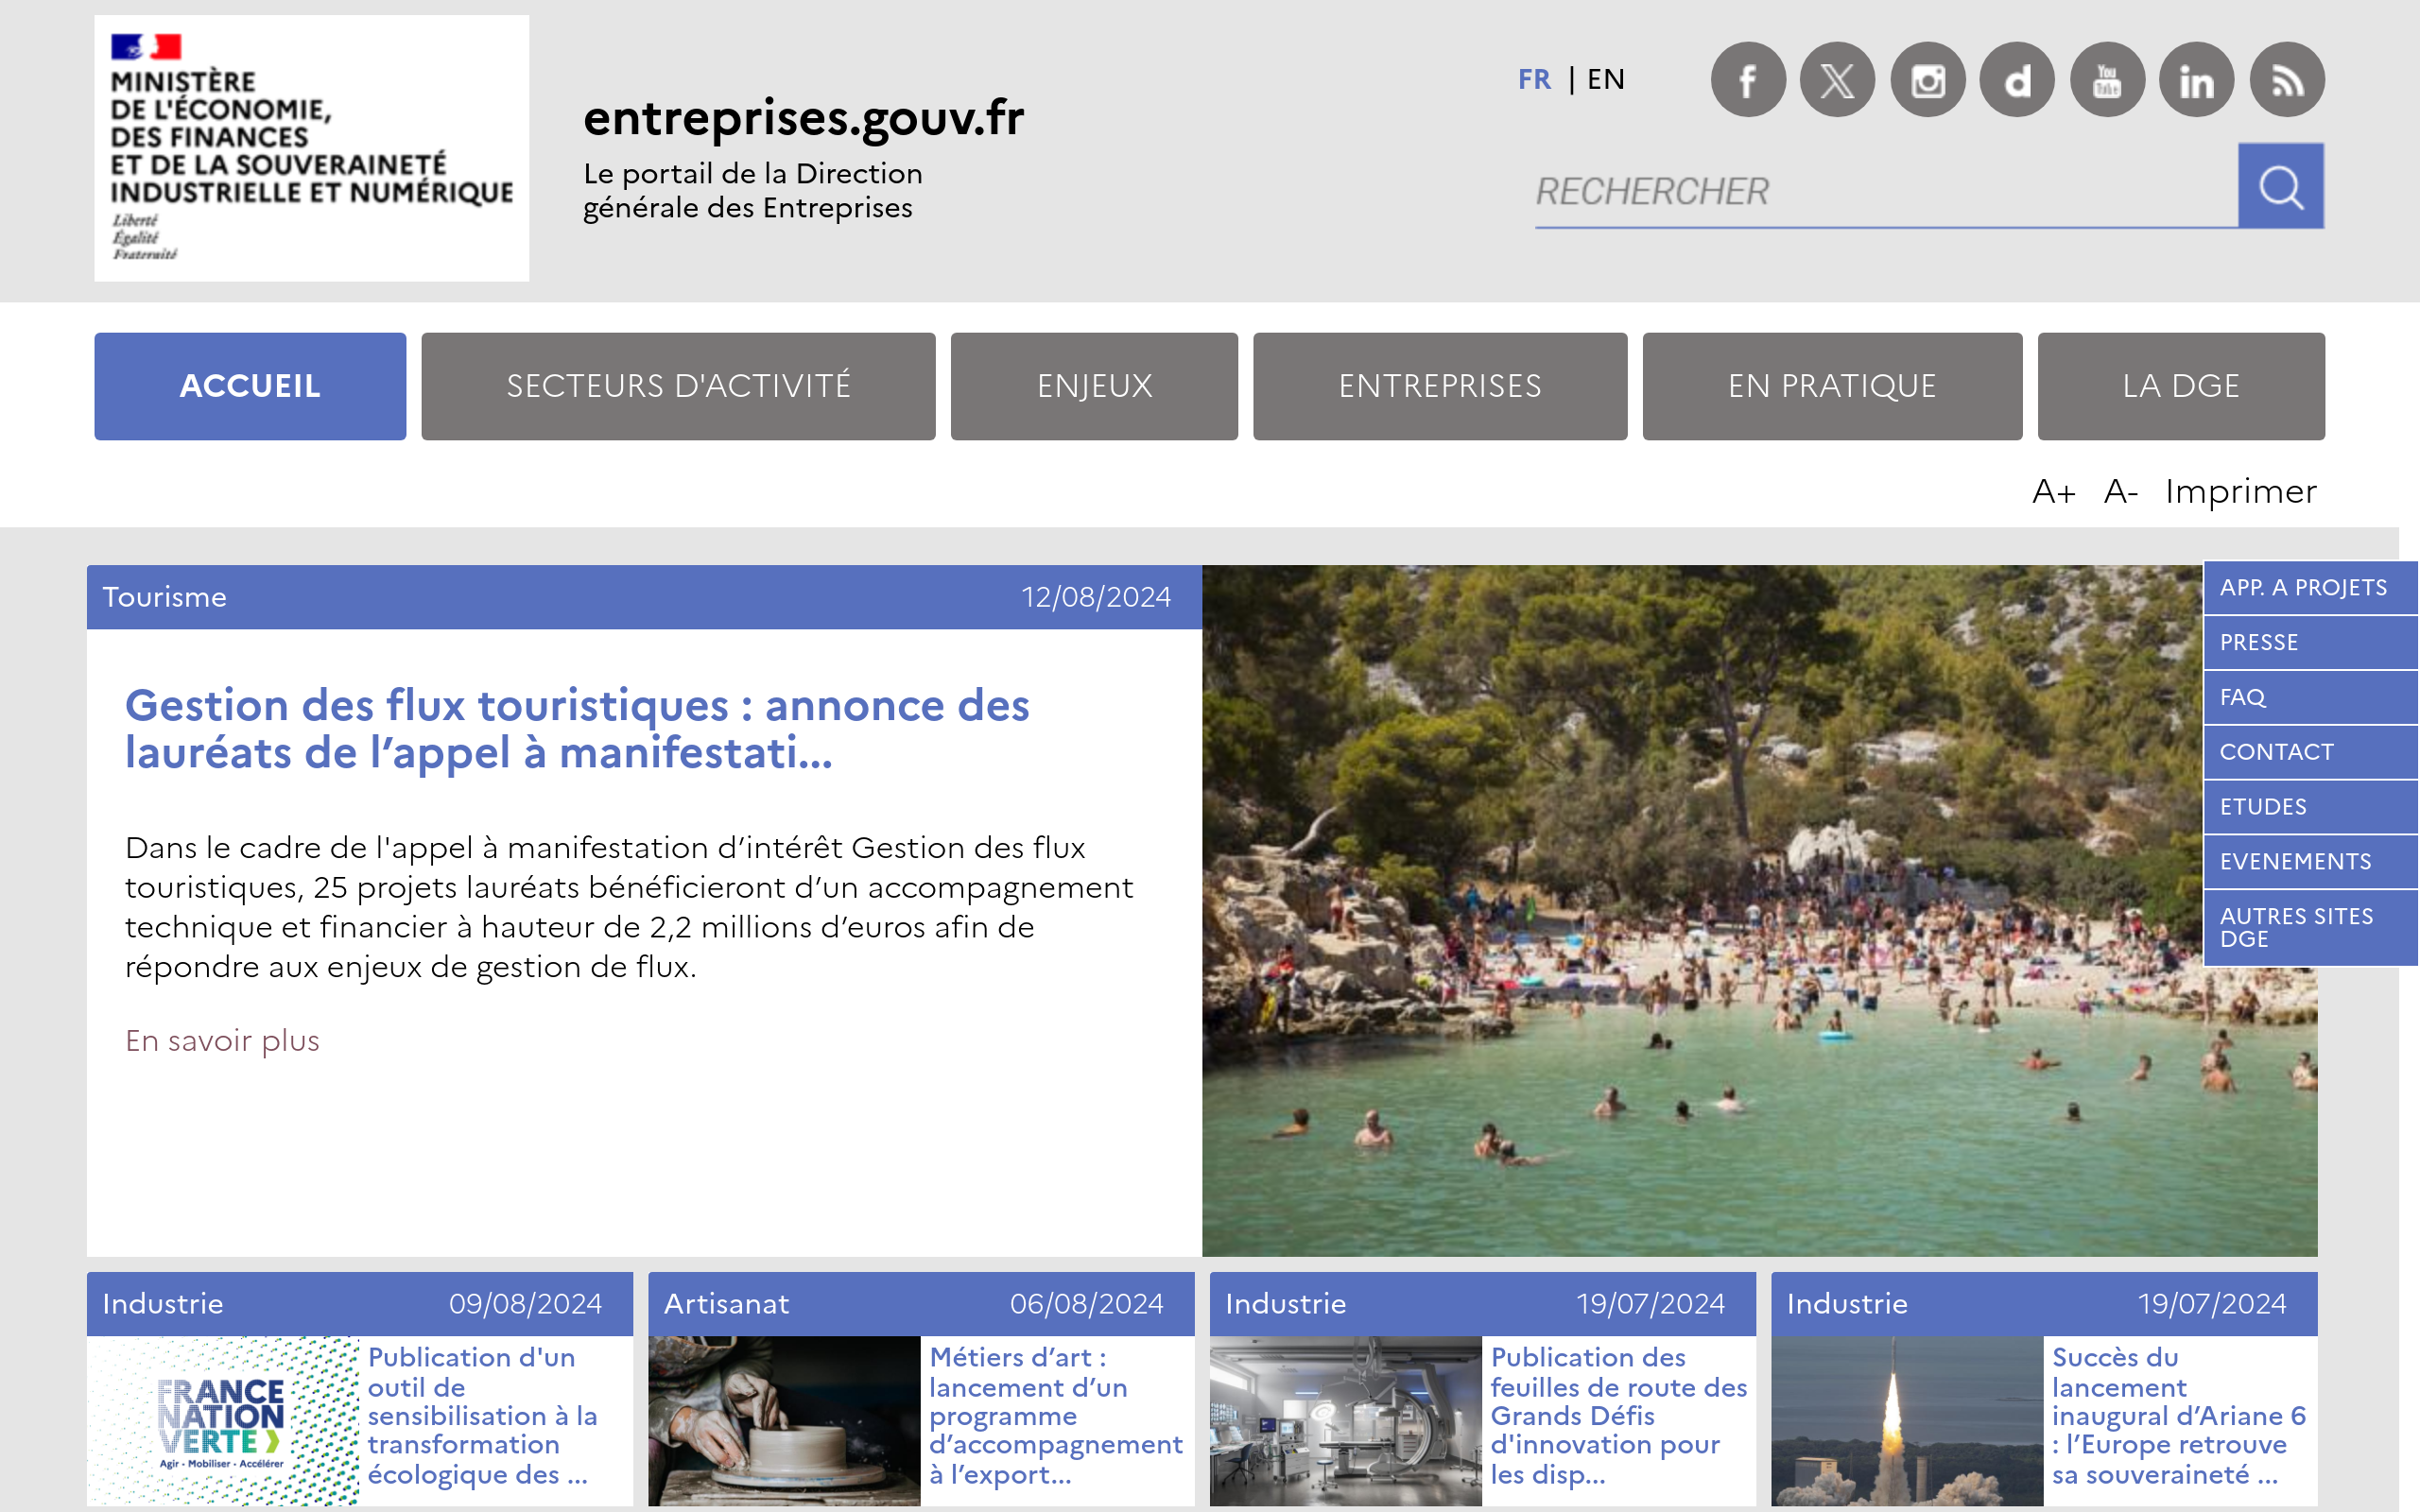 MINISTÈRE
DE L'ÉCONOMIE,
DES FINANCES
ET DE LA SOUVERAINETÉ
INDUSTRIELLE ET NUMÉRIQUE
Liberté
Égalité
Fraternité
entreprises.gouv.fr
Le portail de la Direction
générale des Entreprises
FR | EN
You Tube
RECHERCHER
ACCUEIL
SECTEURS D'ACTIVITÉ
ENJEUX
ENTREPRISES
EN PRATIQUE
LA DGE
A+ A- Imprimer
Tourisme 12/08/2024
Gestion des flux touristiques : annonce des
lauréats de l’appel à manifestati...
Dans le cadre de l'appel à manifestation d’intérêt Gestion des flux
touristiques, 25 projets lauréats bénéficieront d’un accompagnement
technique et financier à hauteur de 2,2 millions d’euros afin de
répondre aux enjeux de gestion de flux.
En savoir plus
APP. A PROJETS
PRESSE
FAQ
CONTACT
ETUDES
EVENEMENTS
AUTRES SITES
DGE
Industrie 09/08/2024
FRANCE
NATION
VERTE
Agir • Mobiliser • Accélérer
Publication d'un
outil de
sensibilisation à la
transformation
écologique des ...
Artisanat 06/08/2024
Métiers d’art :
lancement d’un
programme
d’accompagnement
à l’export...
Industrie 19/07/2024
Publication des
feuilles de route des
Grands Défis
d'innovation pour
les disp...
Industrie 19/07/2024
Succès du
lancement
inaugural d’Ariane 6
: l’Europe retrouve
sa souveraineté ...